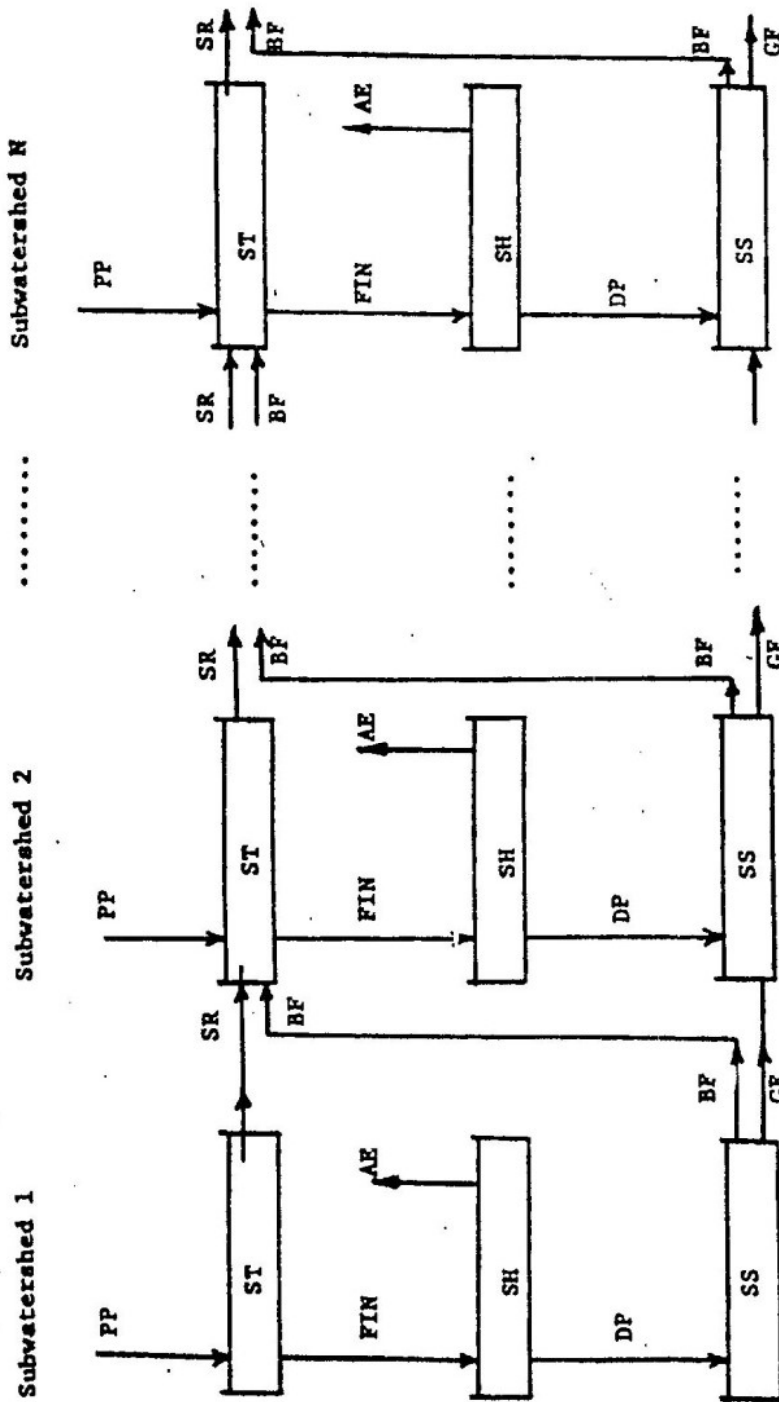 Subwatershed 1 Subwatershed 2 ......... Subwatershed N
PP PP PP
SR SR SR SR
ST ST ........ ST
BF BF BF BF
FIN AE FIN AE FIN AE
SH SH ........ SH
DP DP DP
BF BF BF
SS SS ....... SS
GF GF GF